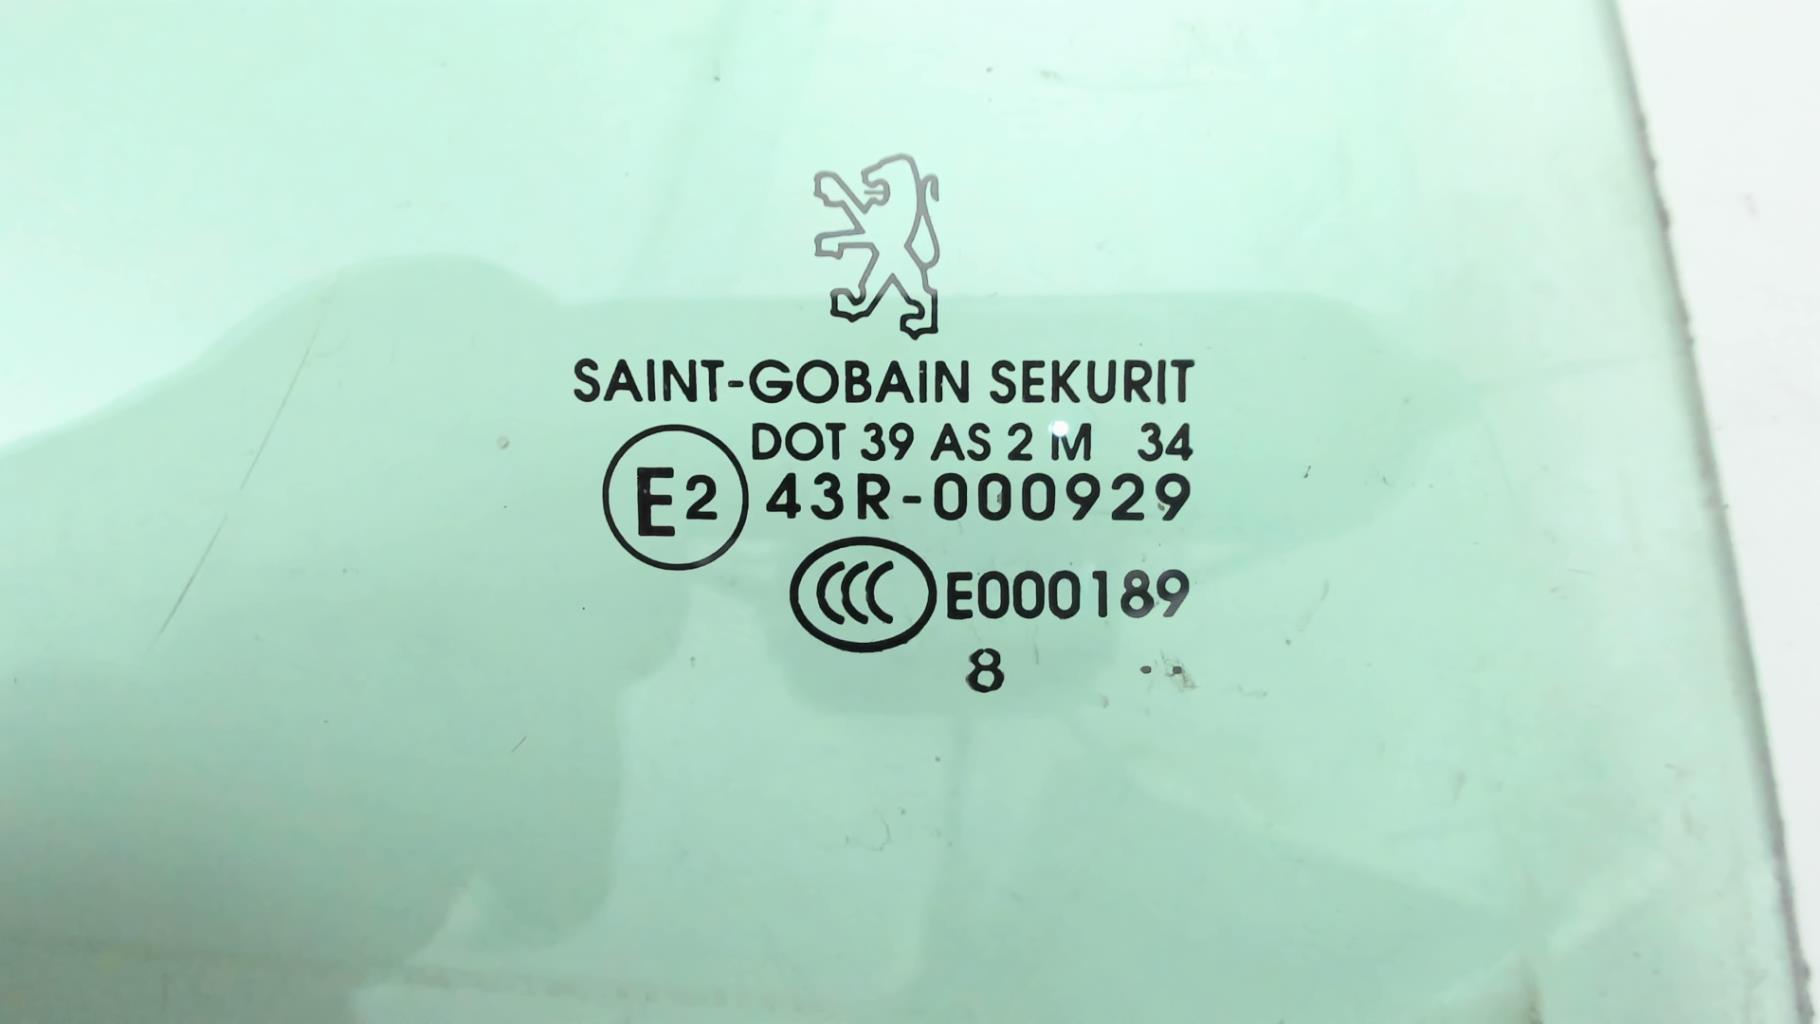 SAINT-GOBAIN SEKURIT
DOT 39 AS 2 M 34
E2 43R-000929
CCC E000189
8